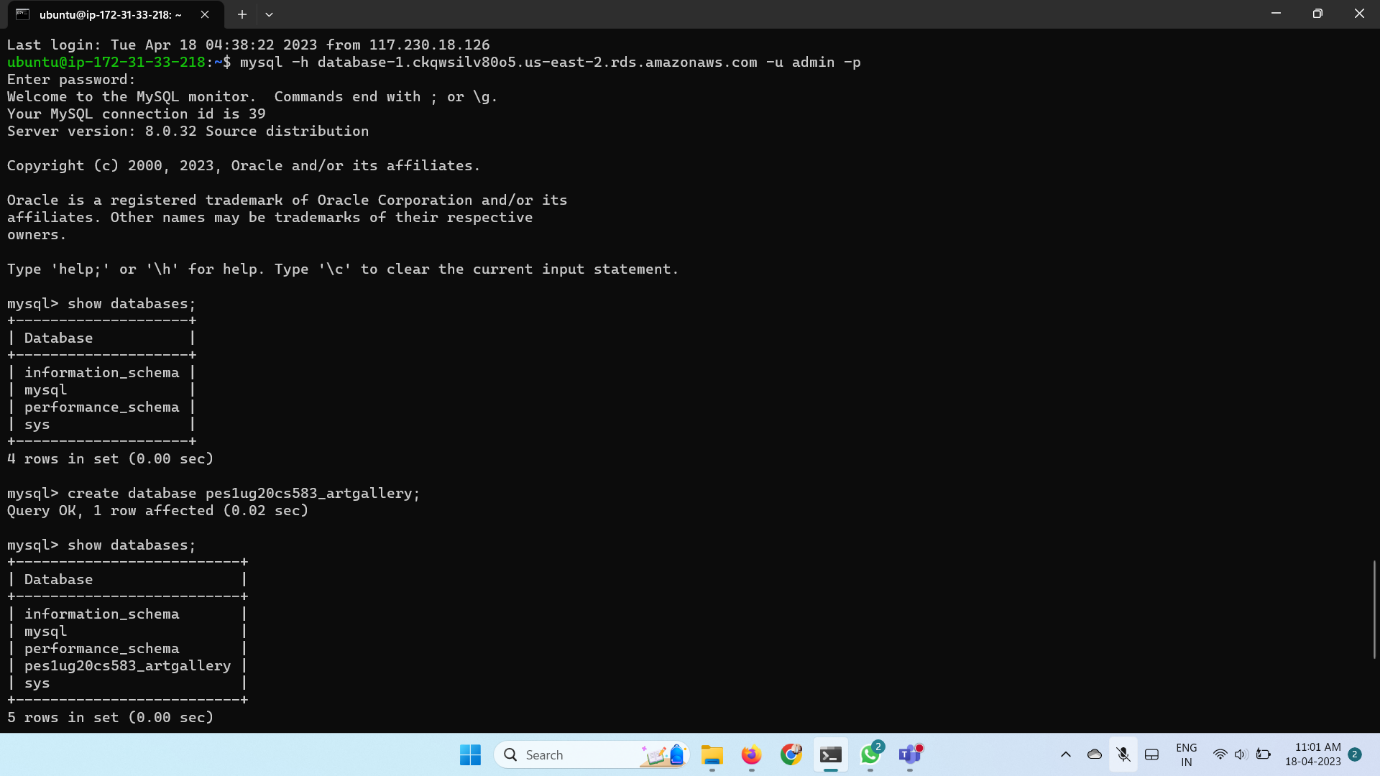 ubuntu@ip-172-31-33-218: ~
Last login: Tue Apr 18 04:38:22 2023 from 117.230.18.126
ubuntu@ip-172-31-33-218:~$ mysql -h database-1.ckqwsilv80o5.us-east-2.rds.amazonaws.com -u admin -p
Enter password:
Welcome to the MySQL monitor.  Commands end with ; or \g.
Your MySQL connection id is 39
Server version: 8.0.32 Source distribution
Copyright (c) 2000, 2023, Oracle and/or its affiliates.
Oracle is a registered trademark of Oracle Corporation and/or its
affiliates. Other names may be trademarks of their respective
owners.
Type 'help;' or '\h' for help. Type '\c' to clear the current input statement.
mysql> show databases;
+--------------------+
| Database           |
+--------------------+
| information_schema |
| mysql              |
| performance_schema |
| sys                |
+--------------------+
4 rows in set (0.00 sec)
mysql> create database pes1ug20cs583_artgallery;
Query OK, 1 row affected (0.02 sec)
mysql> show databases;
+--------------------------+
| Database                 |
+--------------------------+
| information_schema       |
| mysql                    |
| performance_schema       |
| pes1ug20cs583_artgallery |
| sys                      |
+--------------------------+
5 rows in set (0.00 sec)
Search
2
ENG
IN
11:01 AM
18-04-2023
2